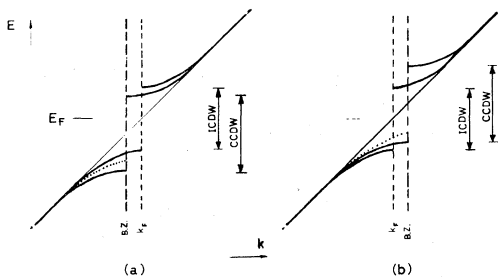 E
E_F
ICDW
CCDW
B.Z.
k_F
(a)
k
ICDW
CCDW
k_F
B.Z.
(b)